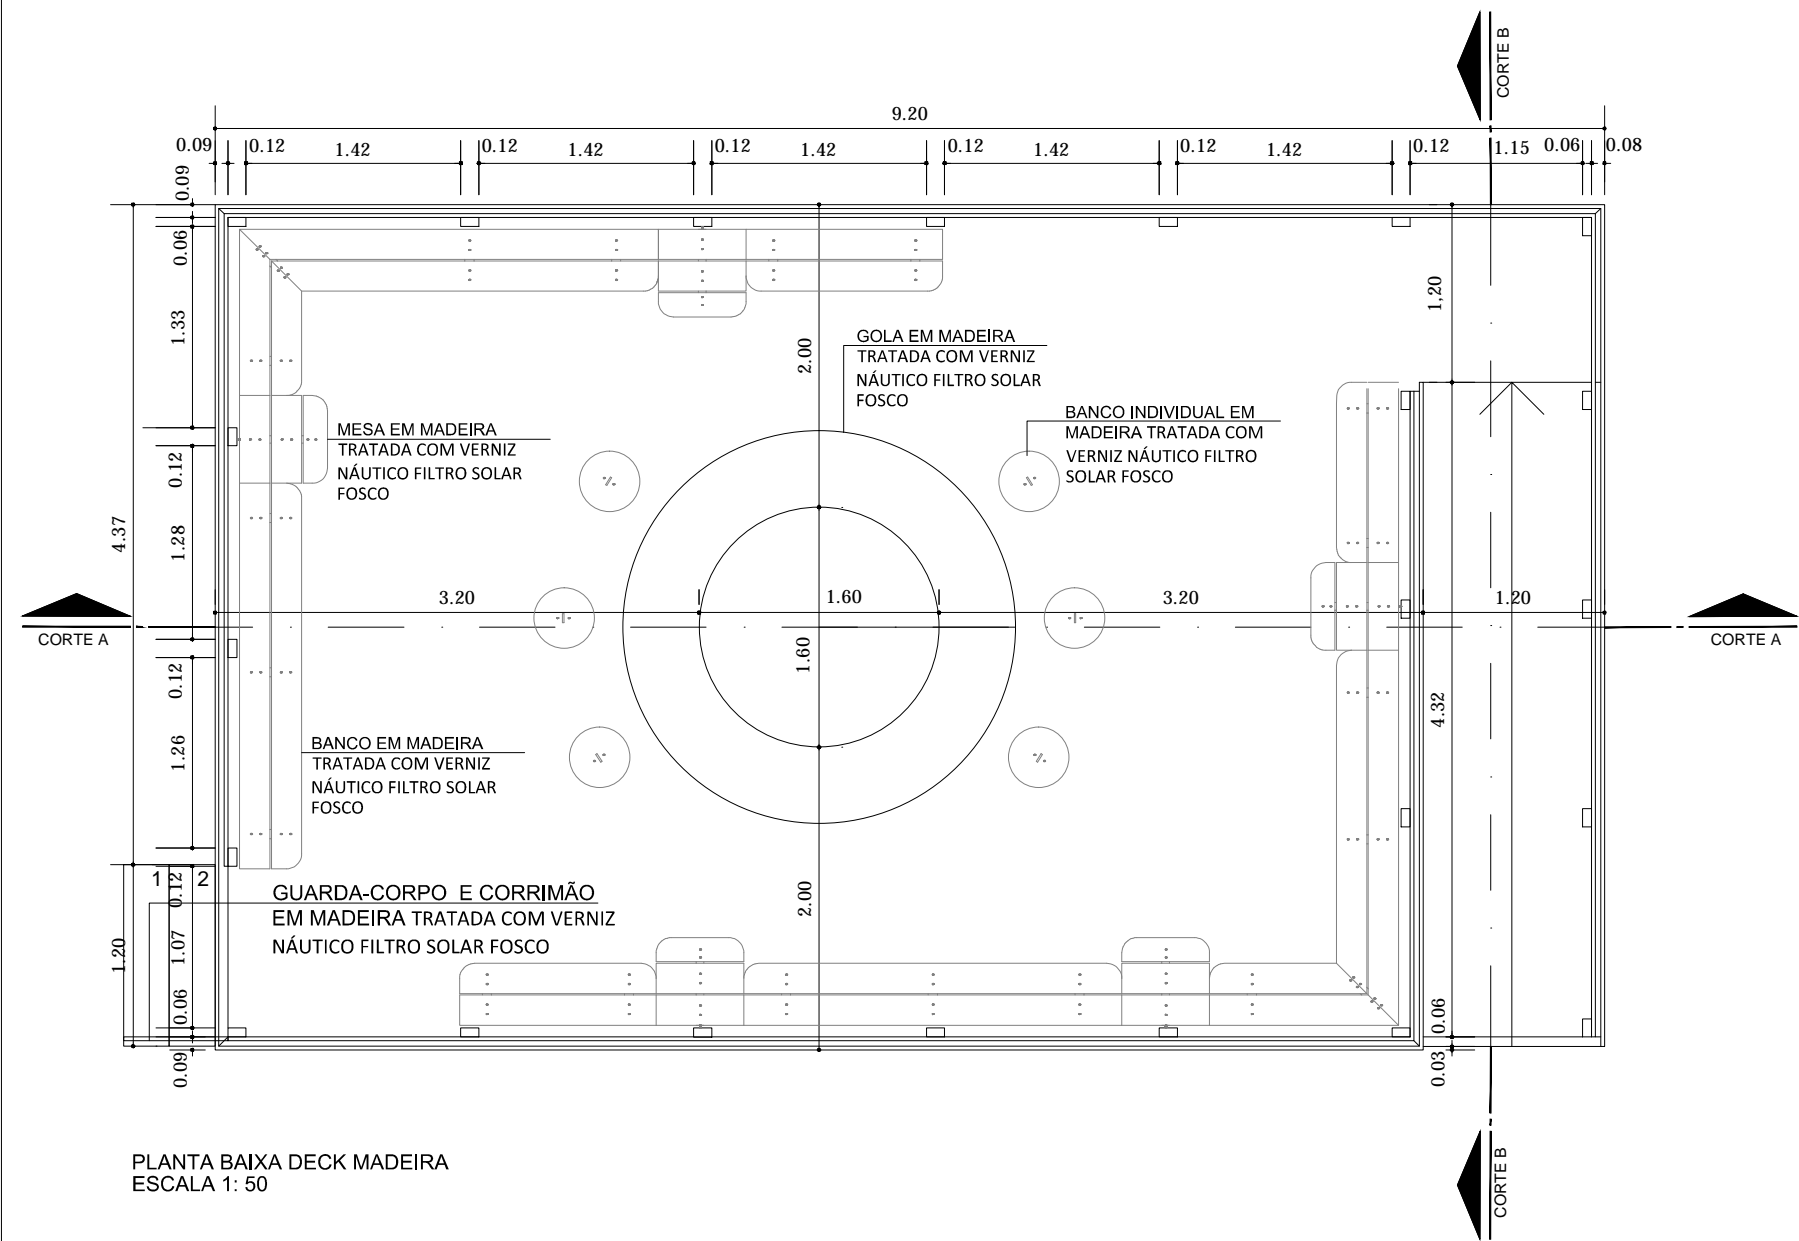 CORTE B
9.20
0.09 0.12 1.42 0.12 1.42 0.12 1.42 0.12 1.42 0.12 1.42 0.12 1.15 0.06 0.08
0.09
0.06
1.33
0.12
1.28
0.12
1.26
0.12
1.07
0.06
0.09
4.37
1.20
1 2
2.00
1,20
GOLA EM MADEIRA
TRATADA COM VERNIZ
NÁUTICO FILTRO SOLAR
FOSCO
BANCO INDIVIDUAL EM
MADEIRA TRATADA COM
VERNIZ NÁUTICO FILTRO
SOLAR FOSCO
MESA EM MADEIRA
TRATADA COM VERNIZ
NÁUTICO FILTRO SOLAR
FOSCO
3.20 1.60 3.20 1.20
CORTE A
CORTE A
1.60
4.32
BANCO EM MADEIRA
TRATADA COM VERNIZ
NÁUTICO FILTRO SOLAR
FOSCO
2.00
GUARDA-CORPO E CORRIMÃO
EM MADEIRA TRATADA COM VERNIZ
NÁUTICO FILTRO SOLAR FOSCO
0.06
0.03
CORTE B
PLANTA BAIXA DECK MADEIRA
ESCALA 1: 50